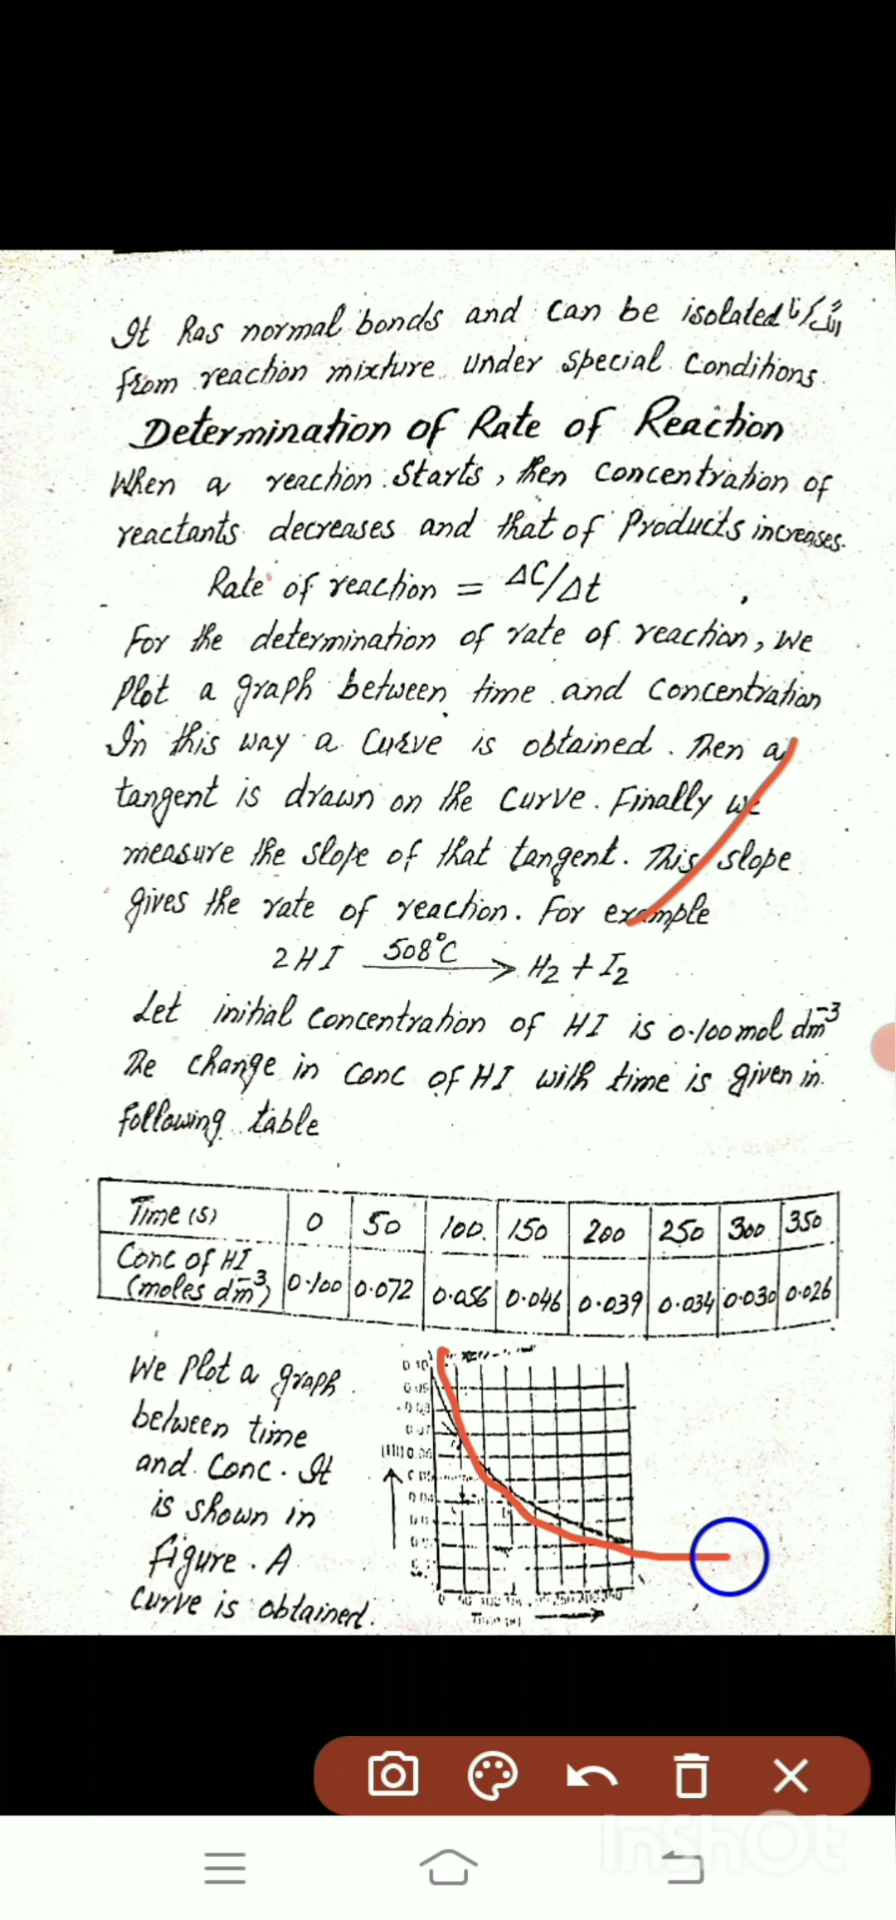 It has normal bonds and can be isolated
from reaction mixture under special conditions.
Determination of Rate of Reaction
When a reaction starts, then concentration of
reactants decreases and that of Products increases.
Rate of reaction = ΔC/Δt
For the determination of rate of reaction, we
Plot a graph between time and concentration
In this way a curve is obtained. Then a
tangent is drawn on the curve. Finally we
measure the slope of that tangent. This slope
gives the rate of reaction. For example
2HI 508°C → H₂ + I₂
Let initial concentration of HI is 0.100 mol dm⁻³
The change in conc of HI with time is given in
following table
Time (s) 0 50 100 150 200 250 300 350
Conc of HI
(moles dm⁻³) 0.100 0.072 0.056 0.046 0.039 0.034 0.030 0.026
We Plot a graph
between time
and conc. It
is shown in
figure. A
curve is obtained.
InShOt